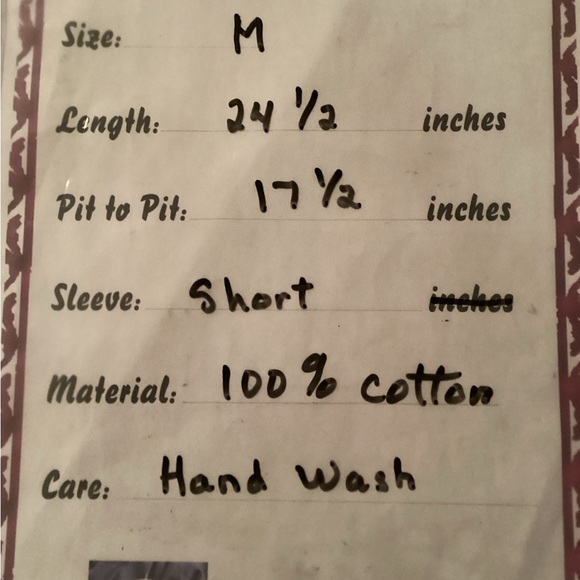 Size: M
Length: 24 1/2 inches
Pit to Pit: 17 1/2 inches
Sleeve: Short inches
Material: 100% cotton
Care: Hand Wash